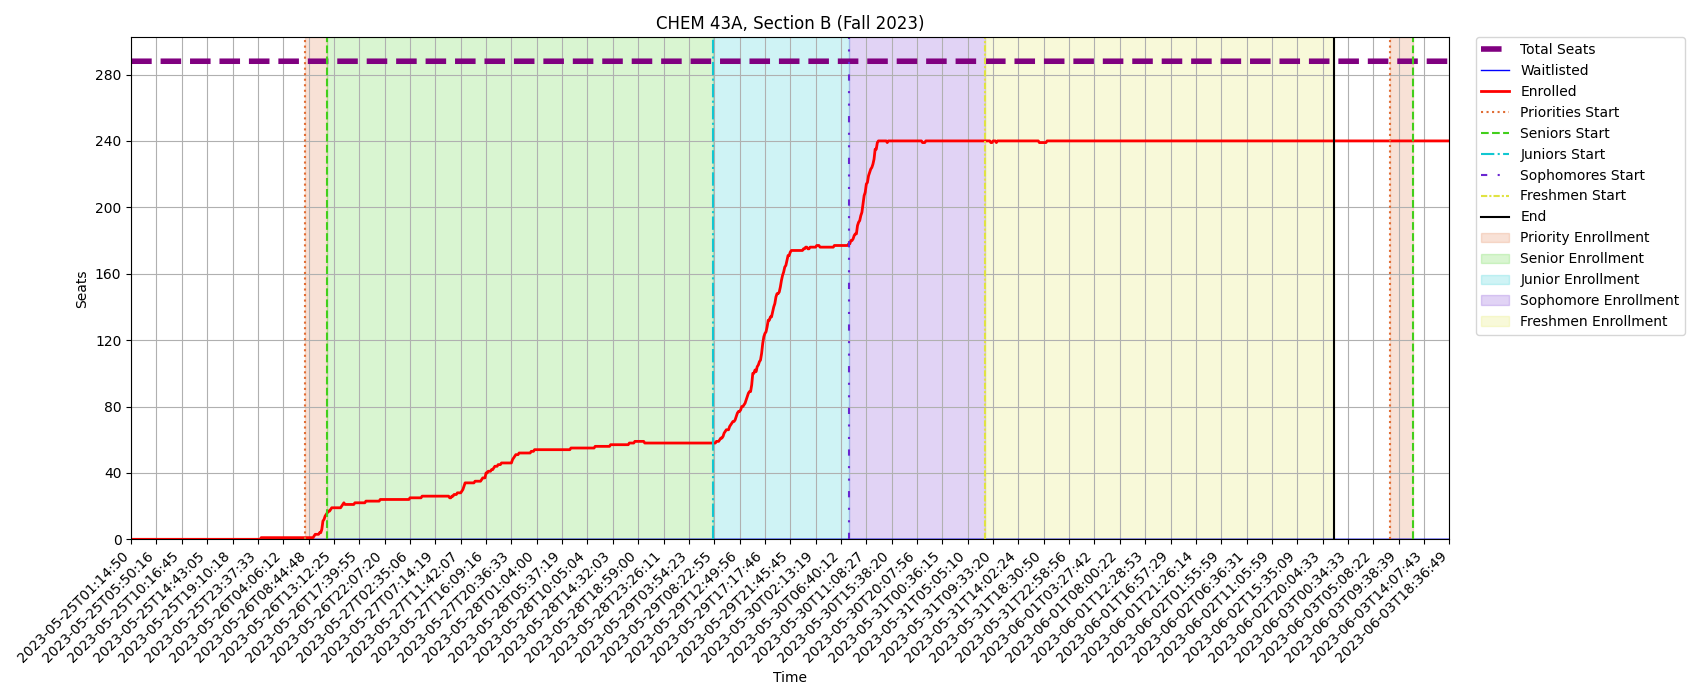 CHEM 43A, Section B (Fall 2023)
Seats
280
240
200
160
120
80
40
0
2023-05-25T01:14:50
2023-05-25T05:50:16
2023-05-25T10:16:45
2023-05-25T14:43:05
2023-05-25T19:10:18
2023-05-25T23:37:33
2023-05-26T04:06:12
2023-05-26T08:44:48
2023-05-26T13:12:25
2023-05-26T17:39:55
2023-05-26T22:07:20
2023-05-27T02:35:06
2023-05-27T07:14:19
2023-05-27T11:42:07
2023-05-27T16:09:16
2023-05-27T20:36:33
2023-05-28T01:04:00
2023-05-28T05:37:19
2023-05-28T10:05:04
2023-05-28T14:32:03
2023-05-28T18:59:00
2023-05-28T23:26:11
2023-05-29T03:54:23
2023-05-29T08:22:55
2023-05-29T12:49:56
2023-05-29T17:17:46
2023-05-29T21:45:45
2023-05-30T02:13:19
2023-05-30T06:40:12
2023-05-30T11:08:27
2023-05-30T15:38:20
2023-05-30T20:07:56
2023-05-31T00:36:15
2023-05-31T05:05:10
2023-05-31T09:33:20
2023-05-31T14:02:24
2023-05-31T18:30:50
2023-05-31T22:58:56
2023-06-01T03:27:42
2023-06-01T08:00:22
2023-06-01T12:28:53
2023-06-01T16:57:29
2023-06-01T21:26:14
2023-06-02T01:55:59
2023-06-02T06:36:31
2023-06-02T11:05:59
2023-06-02T15:35:09
2023-06-02T20:04:33
2023-06-03T00:34:33
2023-06-03T05:08:22
2023-06-03T09:38:39
2023-06-03T14:07:43
2023-06-03T18:36:49
Time
Total Seats
Waitlisted
Enrolled
Priorities Start
Seniors Start
Juniors Start
Sophomores Start
Freshmen Start
End
Priority Enrollment
Senior Enrollment
Junior Enrollment
Sophomore Enrollment
Freshmen Enrollment